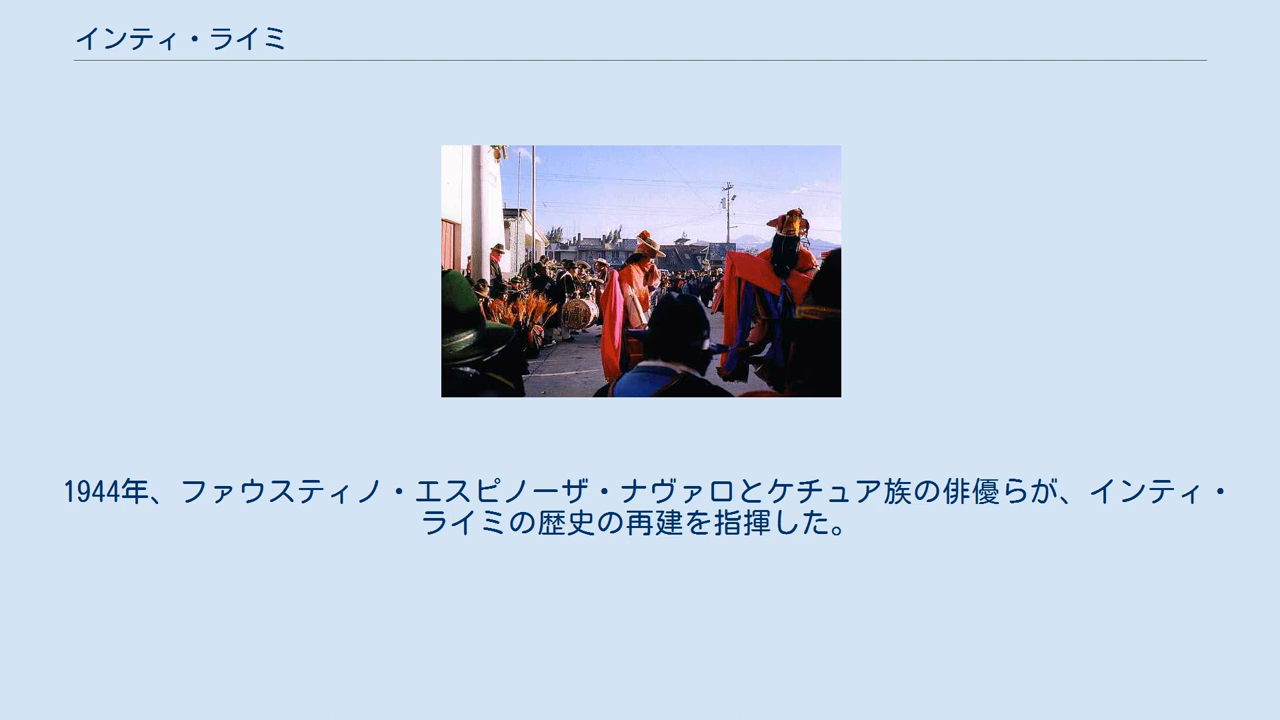 インティ・ライミ
1944年、ファウスティノ・エスピノーザ・ナヴァロとケチュア族の俳優らが、インティ・
ライミの歴史の再建を指揮した。